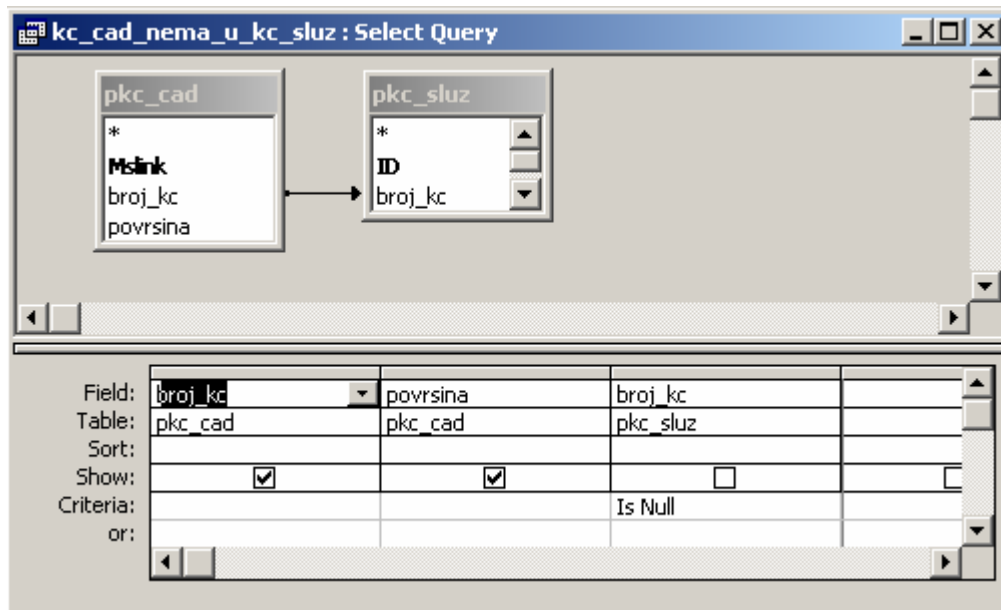 kc_cad_nema_u_kc_sluz : Select Query
pkc_cad
*
Mslink
broj_kc
povrsina
pkc_sluz
*
ID
broj_kc
Field: broj_kc povrsina broj_kc
Table: pkc_cad pkc_cad pkc_sluz
Sort:
Show:
Criteria: Is Null
or: